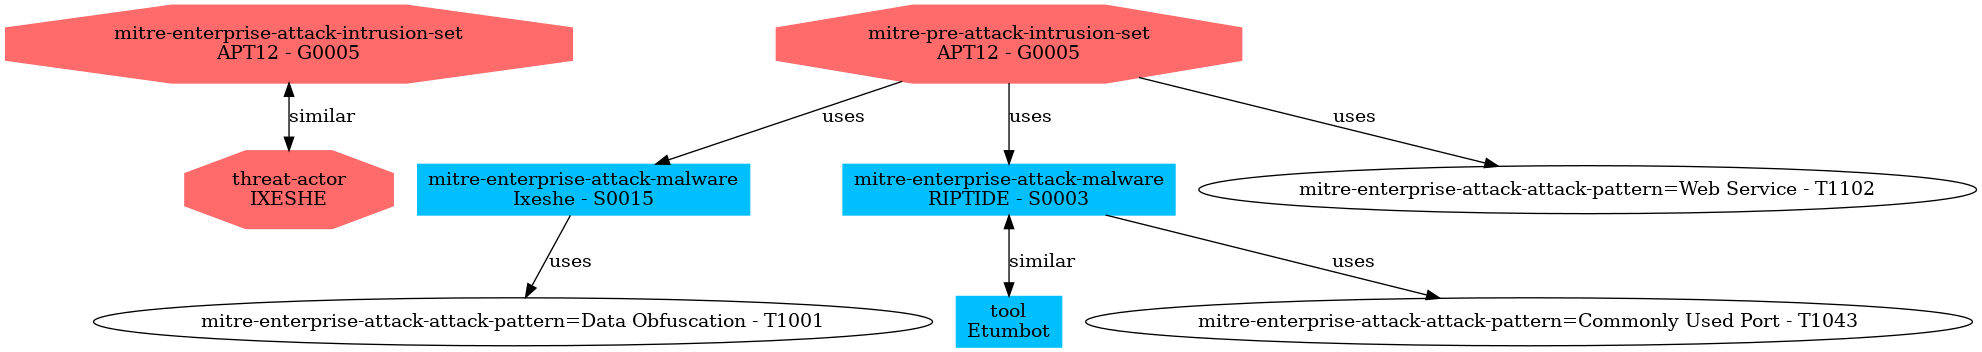 mitre-enterprise-attack-intrusion-set
APT12 - G0005
mitre-pre-attack-intrusion-set
APT12 - G0005
similar
uses
uses
uses
threat-actor
IXESHE
mitre-enterprise-attack-malware
Ixeshe - S0015
mitre-enterprise-attack-malware
RIPTIDE - S0003
mitre-enterprise-attack-attack-pattern=Web Service - T1102
uses
similar
uses
mitre-enterprise-attack-attack-pattern=Data Obfuscation - T1001
tool
Etumbot
mitre-enterprise-attack-attack-pattern=Commonly Used Port - T1043